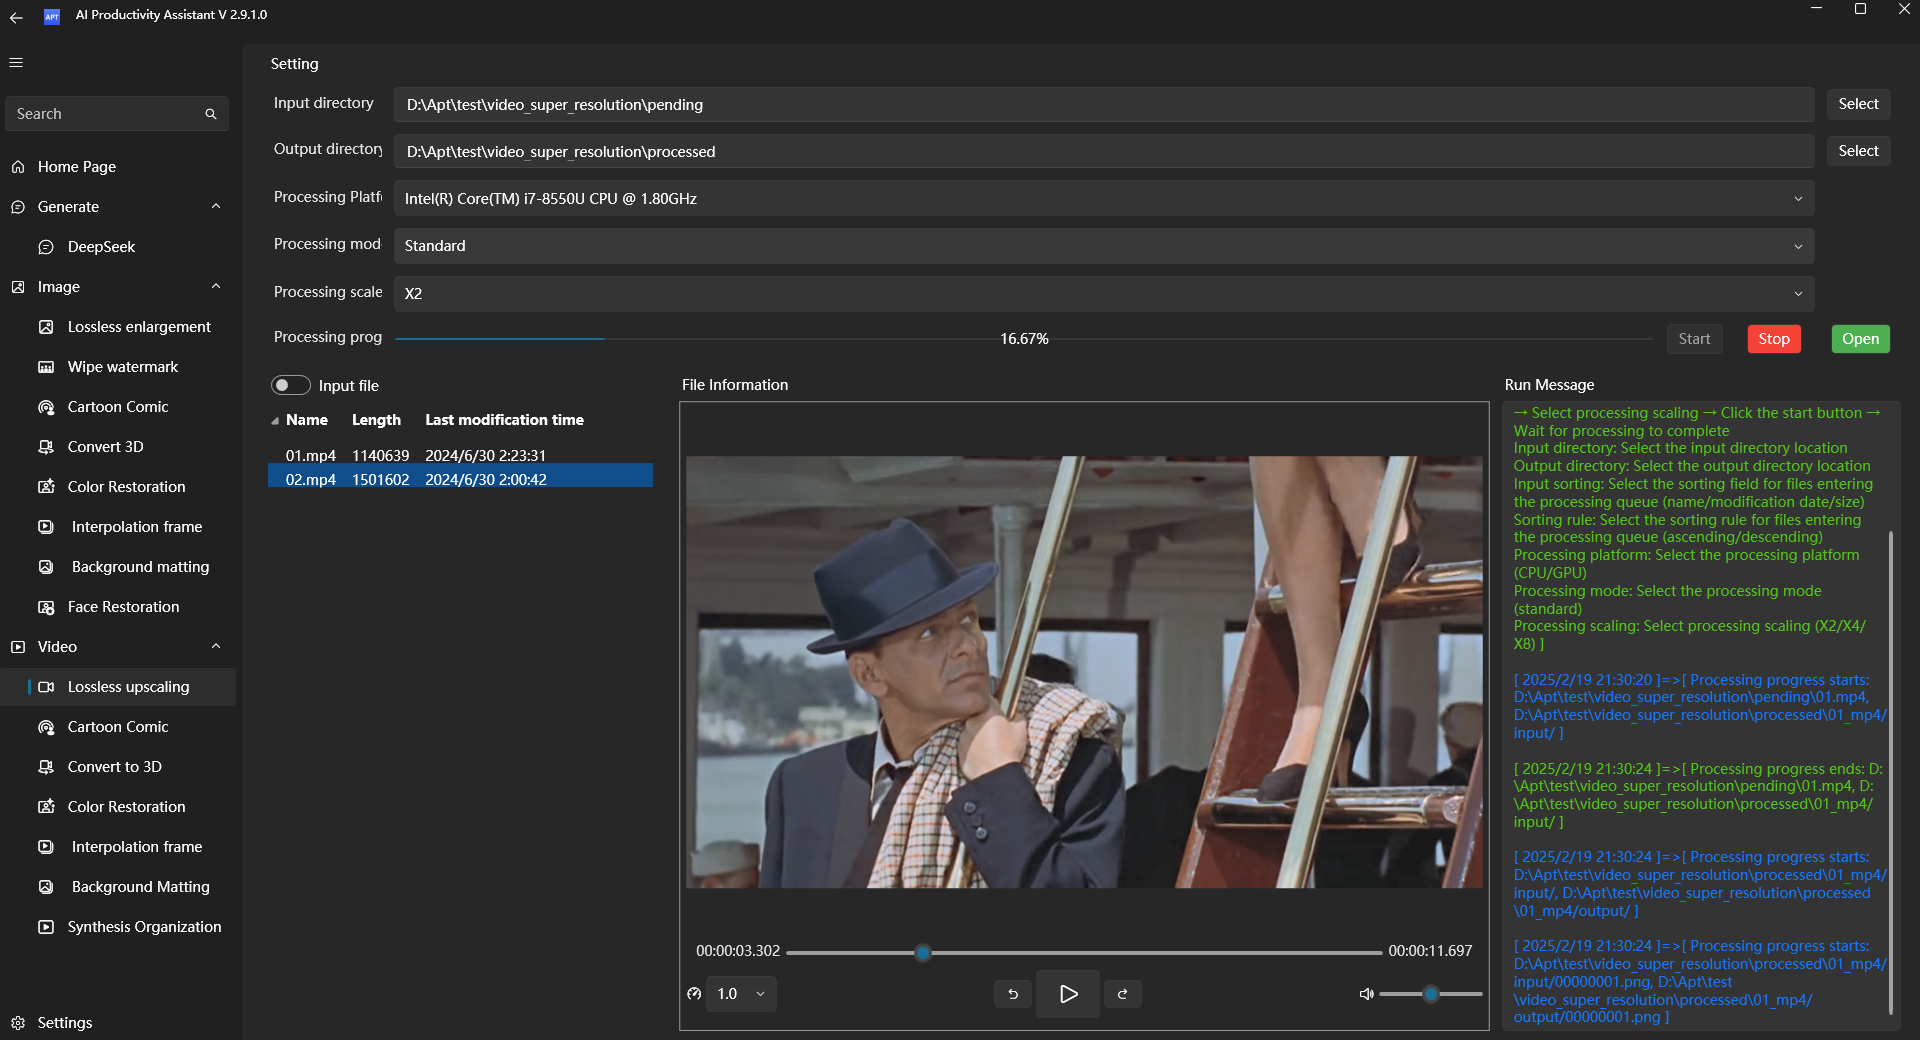 AI Productivity Assistant V 2.9.1.0
APT
Search
Home Page
Generate
DeepSeek
Image
Lossless enlargement
Wipe watermark
Cartoon Comic
Convert 3D
Color Restoration
Interpolation frame
Background matting
Face Restoration
Video
Lossless upscaling
Cartoon Comic
Convert to 3D
Color Restoration
Interpolation frame
Background Matting
Synthesis Organization
Settings
Setting
Input directory D:\Apt\test\video_super_resolution\pending Select
Output directory D:\Apt\test\video_super_resolution\processed Select
Processing Platf Intel(R) Core(TM) i7-8550U CPU @ 1.80GHz
Processing mod Standard
Processing scale X2
Processing prog 16.67% Start Stop Open
Input file
Name Length Last modification time
01.mp4 1140639 2024/6/30 2:23:31
02.mp4 1501602 2024/6/30 2:00:42
File Information
00:00:03.302 00:00:11.697
1.0
Run Message
→ Select processing scaling → Click the start button →
Wait for processing to complete
Input directory: Select the input directory location
Output directory: Select the output directory location
Input sorting: Select the sorting field for files entering
the processing queue (name/modification date/size)
Sorting rule: Select the sorting rule for files entering
the processing queue (ascending/descending)
Processing platform: Select the processing platform
(CPU/GPU)
Processing mode: Select the processing mode
(standard)
Processing scaling: Select processing scaling (X2/X4/
X8) ]
[ 2025/2/19 21:30:20 ]=>[ Processing progress starts:
D:\Apt\test\video_super_resolution\pending\01.mp4,
D:\Apt\test\video_super_resolution\processed\01_mp4/
input/ ]
[ 2025/2/19 21:30:24 ]=>[ Processing progress ends: D:
\Apt\test\video_super_resolution\pending\01.mp4, D:
\Apt\test\video_super_resolution\processed\01_mp4/
input/ ]
[ 2025/2/19 21:30:24 ]=>[ Processing progress starts:
D:\Apt\test\video_super_resolution\processed\01_mp4/
input/, D:\Apt\test\video_super_resolution\processed
\01_mp4/output/ ]
[ 2025/2/19 21:30:24 ]=>[ Processing progress starts:
D:\Apt\test\video_super_resolution\processed\01_mp4/
input/00000001.png, D:\Apt\test
\video_super_resolution\processed\01_mp4/
output/00000001.png ]